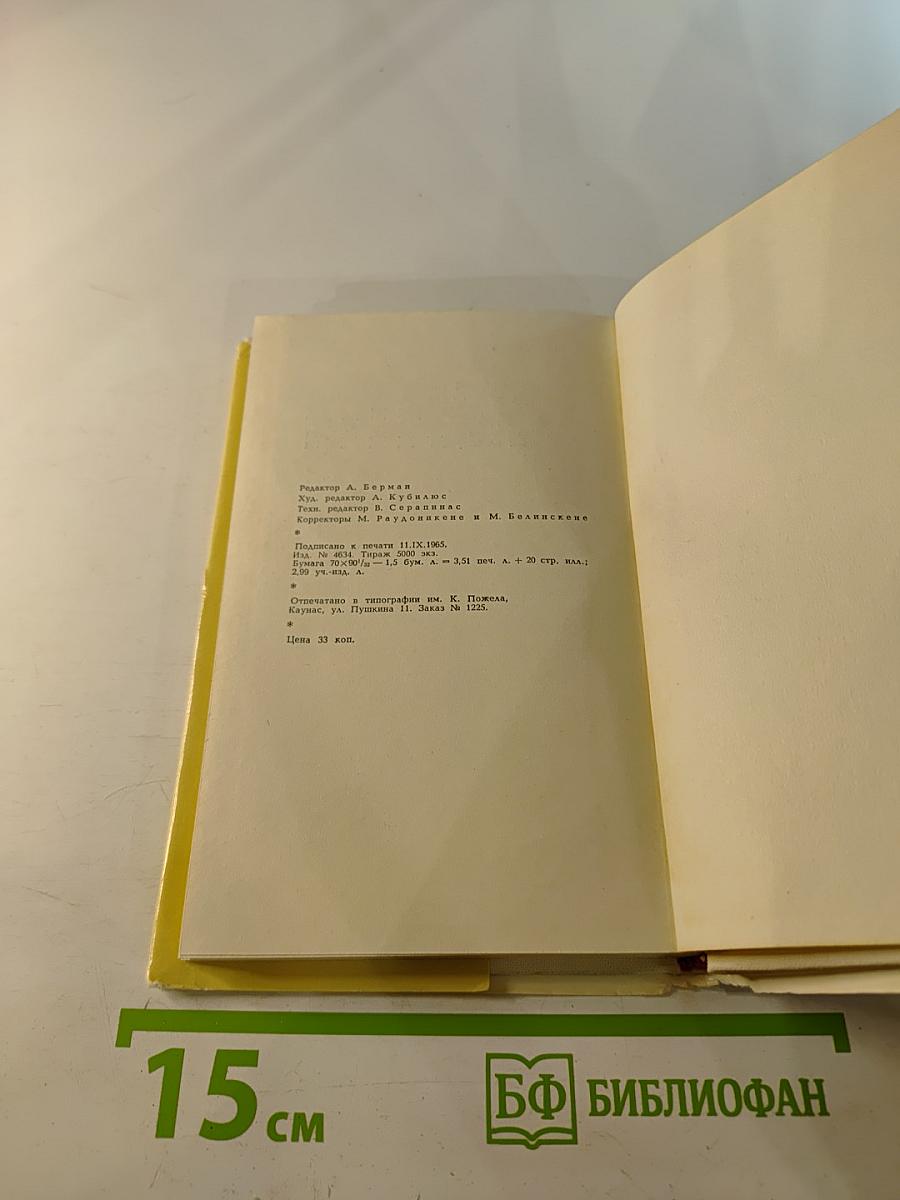 Редактор А. Берман
Худ. редактор А. Кубилюс
Техн. редактор В. Серапинас
Корректоры М. Раудоникене и М. Белинскене
*
Подписано к печати 11.IX.1965.
Изд. № 4634. Тираж 5000 экз.
Бумага 70×90¹/₃₂ — 1,5 бум. л. = 3,51 печ. л. + 20 стр. илл.;
2,99 уч.-изд. л.
*
Отпечатано в типографии им. К. Пожела,
Каунас, ул. Пушкина 11. Заказ № 1225.
*
Цена 33 коп.
15 см
БФ БИБЛИОФАН